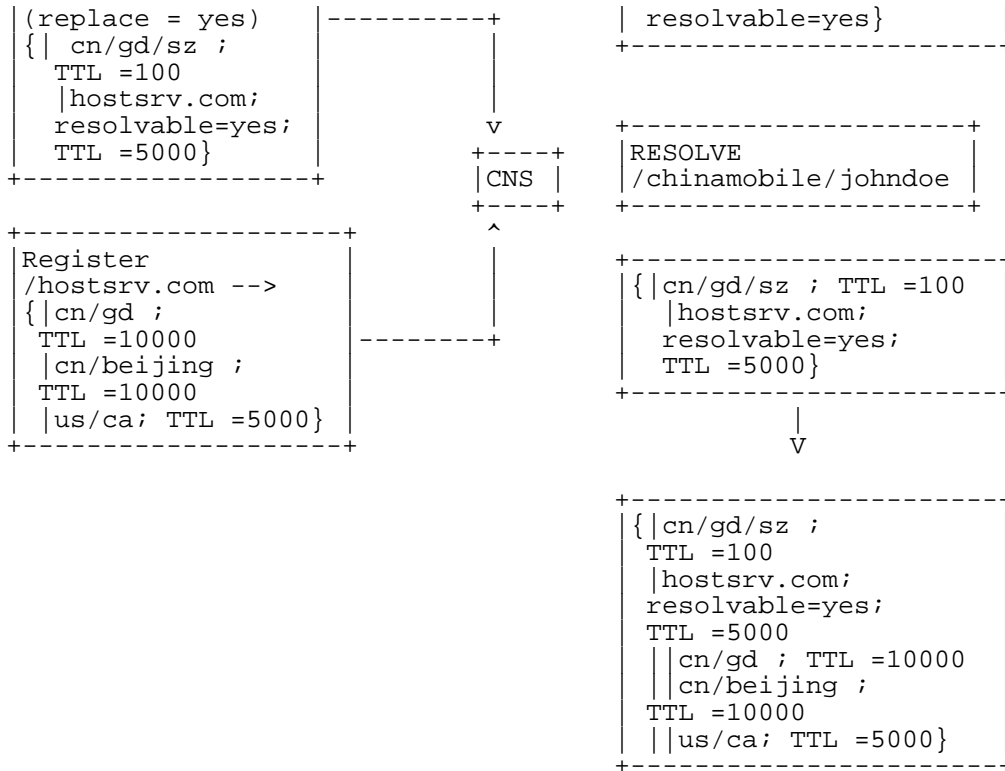 |(replace = yes)    |----------+       | resolvable=yes}
|{| cn/gd/sz ;      |          |       +------------------------
|  TTL =100         |          |
|  |hostsrv.com;    |          |
|  resolvable=yes;  |          v       +----------------------+
|  TTL =5000}       |        +----+    |RESOLVE               |
+-------------------+        |CNS |    |/chinamobile/johndoe  |
                             +----+    +----------------------+
+---------------------+        ^
|Register             |        |       +------------------------
|/hostsrv.com -->     |        |       |{|cn/gd/sz ; TTL =100
|{|cn/gd ;            |        |       |  |hostsrv.com;
| TTL =10000          |--------+       |  resolvable=yes;
| |cn/beijing ;       |                |  TTL =5000}
| TTL =10000          |                +------------------------
| |us/ca; TTL =5000}  |                           |
+---------------------+                           V

                                       +------------------------
                                       |{|cn/gd/sz ;
                                       | TTL =100
                                       | |hostsrv.com;
                                       | resolvable=yes;
                                       | TTL =5000
                                       | ||cn/gd ; TTL =10000
                                       | ||cn/beijing ;
                                       | TTL =10000
                                       | ||us/ca; TTL =5000}
                                       +------------------------